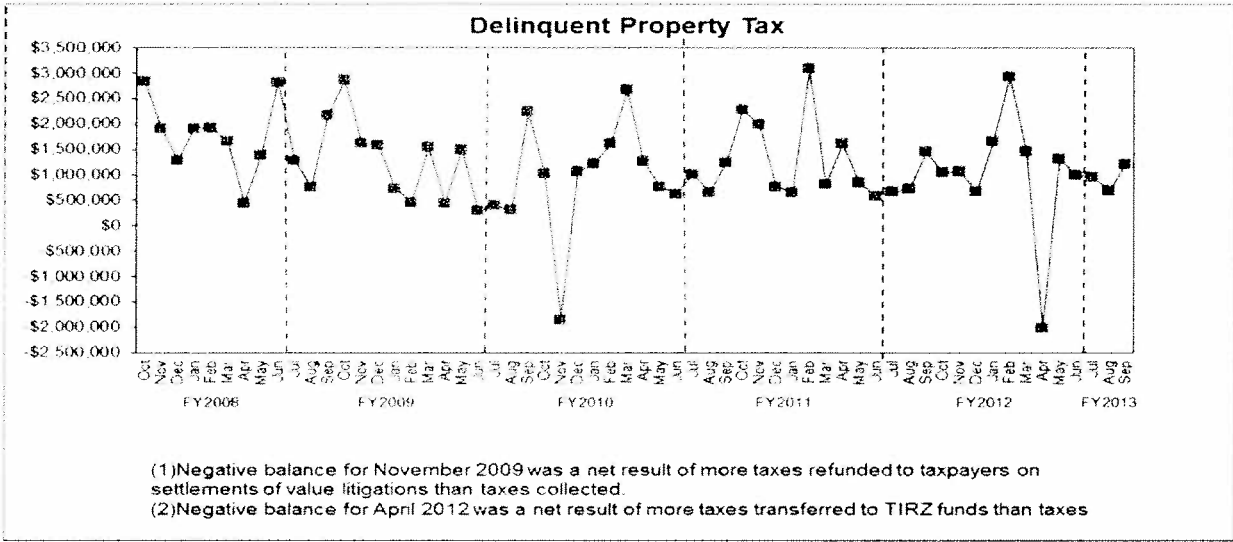 Delinquent Property Tax
$3,500,000
$3,000,000
$2,500,000
$2,000,000
$1,500,000
$1,000,000
$500,000
$0
-$500,000
-$1,000,000
-$1,500,000
-$2,000,000
-$2,500,000
Oct Nov Dec Jan Feb Mar Apr May Jun Jul Aug Sep Oct Nov Dec Jan Feb Mar Apr May Jun Jul Aug Sep Oct Nov Dec Jan Feb Mar Apr May Jun Jul Aug Sep Oct Nov Dec Jan Feb Mar Apr May Jun Jul Aug Sep Oct Nov Dec Jan Feb Mar Apr May Jun Jul Aug Sep
FY2008 FY2009 FY2010 FY2011 FY2012 FY2013
(1)Negative balance for November 2009 was a net result of more taxes refunded to taxpayers on
settlements of value litigations than taxes collected.
(2)Negative balance for April 2012 was a net result of more taxes transferred to TIRZ funds than taxes